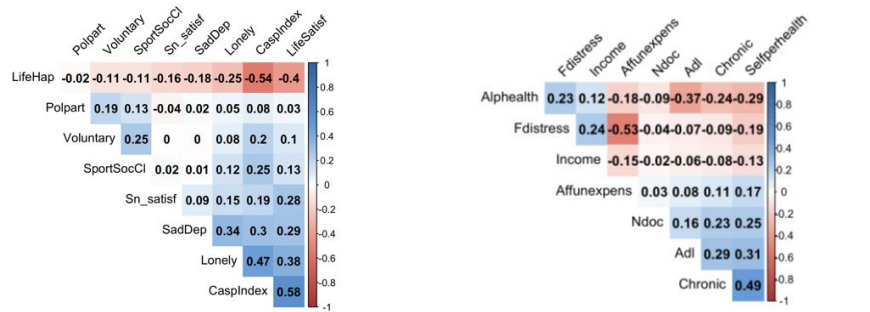 Polpart Voluntary SportSocCl Sn_satisf SadDep Lonely CaspIndex LifeSatisf
LifeHap -0.02 -0.11 -0.11 -0.16 -0.18 -0.25 -0.54 -0.4
Polpart 0.19 0.13 -0.04 0.02 0.05 0.08 0.03
Voluntary 0.25 0 0 0.08 0.2 0.1
SportSocCl 0.02 0.01 0.12 0.25 0.13
Sn_satisf 0.09 0.15 0.19 0.28
SadDep 0.34 0.3 0.29
Lonely 0.47 0.38
CaspIndex 0.58
1
0.8
0.6
0.4
0.2
0
-0.2
-0.4
-0.6
-0.8
-1
Fdistress Income Affunexpens Ndoc Adl Chronic Selfperhealth
Alphealth 0.23 0.12 -0.18 -0.09 -0.37 -0.24 -0.29
Fdistress 0.24 -0.53 -0.04 -0.07 -0.09 -0.19
Income -0.15 -0.02 -0.06 -0.08 -0.13
Affunexpens 0.03 0.08 0.11 0.17
Ndoc 0.16 0.23 0.25
Adl 0.29 0.31
Chronic 0.49
1
0.8
0.6
0.4
0.2
0
-0.2
-0.4
-0.6
-0.8
-1